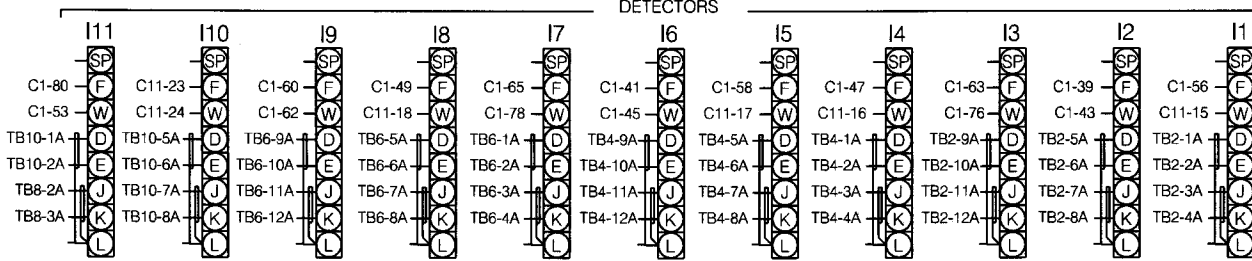 DETECTORS
I11 I10 I9 I8 I7 I6 I5 I4 I3 I2 I1
SP SP SP SP SP SP SP SP SP SP SP
C1-80 F C11-23 F C1-60 F C1-49 F C1-65 F C1-41 F C1-58 F C1-47 F C1-63 F C1-39 F C1-56 F
C1-53 W C11-24 W C1-62 W C11-18 W C1-78 W C1-45 W C11-17 W C11-16 W C1-76 W C1-43 W C11-15 W
TB10-1A D TB10-5A D TB6-9A D TB6-5A D TB6-1A D TB4-9A D TB4-5A D TB4-1A D TB2-9A D TB2-5A D TB2-1A D
TB10-2A E TB10-6A E TB6-10A E TB6-6A E TB6-2A E TB4-10A E TB4-6A E TB4-2A E TB2-10A E TB2-6A E TB2-2A E
TB8-2A J TB10-7A J TB6-11A J TB6-7A J TB6-3A J TB4-11A J TB4-7A J TB4-3A J TB2-11A J TB2-7A J TB2-3A J
TB8-3A K TB10-8A K TB6-12A K TB6-8A K TB6-4A K TB4-12A K TB4-8A K TB4-4A K TB2-12A K TB2-8A K TB2-4A K
L L L L L L L L L L L